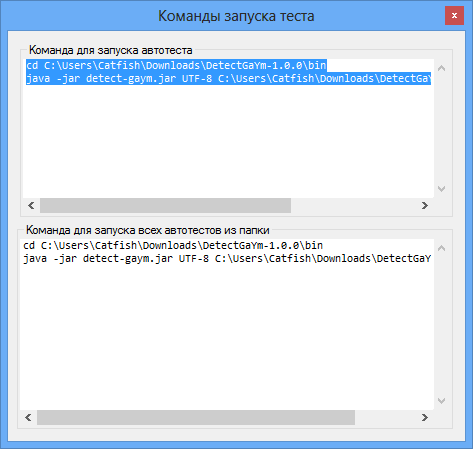 Команды запуска теста
x
Команда для запуска автотеста
cd C:\Users\Catfish\Downloads\DetectGaYm-1.0.0\bin
java -jar detect-gaym.jar UTF-8 C:\Users\Catfish\Downloads\DetectGaY
Команда для запуска всех автотестов из папки
cd C:\Users\Catfish\Downloads\DetectGaYm-1.0.0\bin
java -jar detect-gaym.jar UTF-8 C:\Users\Catfish\Downloads\DetectGaY